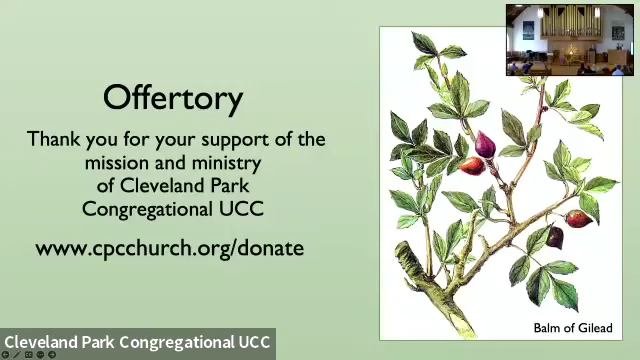 Offertory
Thank you for your support of the
mission and ministry
of Cleveland Park
Congregational UCC
www.cpcchurch.org/donate
Balm of Gilead
Cleveland Park Congregational UCC